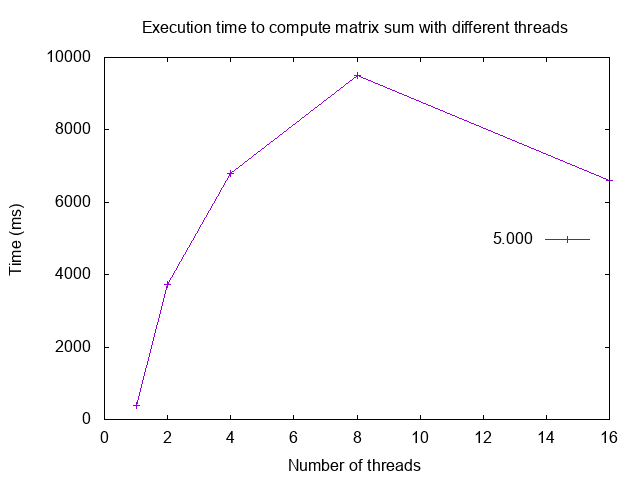 Execution time to compute matrix sum with different threads
10000
8000
6000
4000
2000
0
Time (ms)
5.000
0 2 4 6 8 10 12 14 16
Number of threads